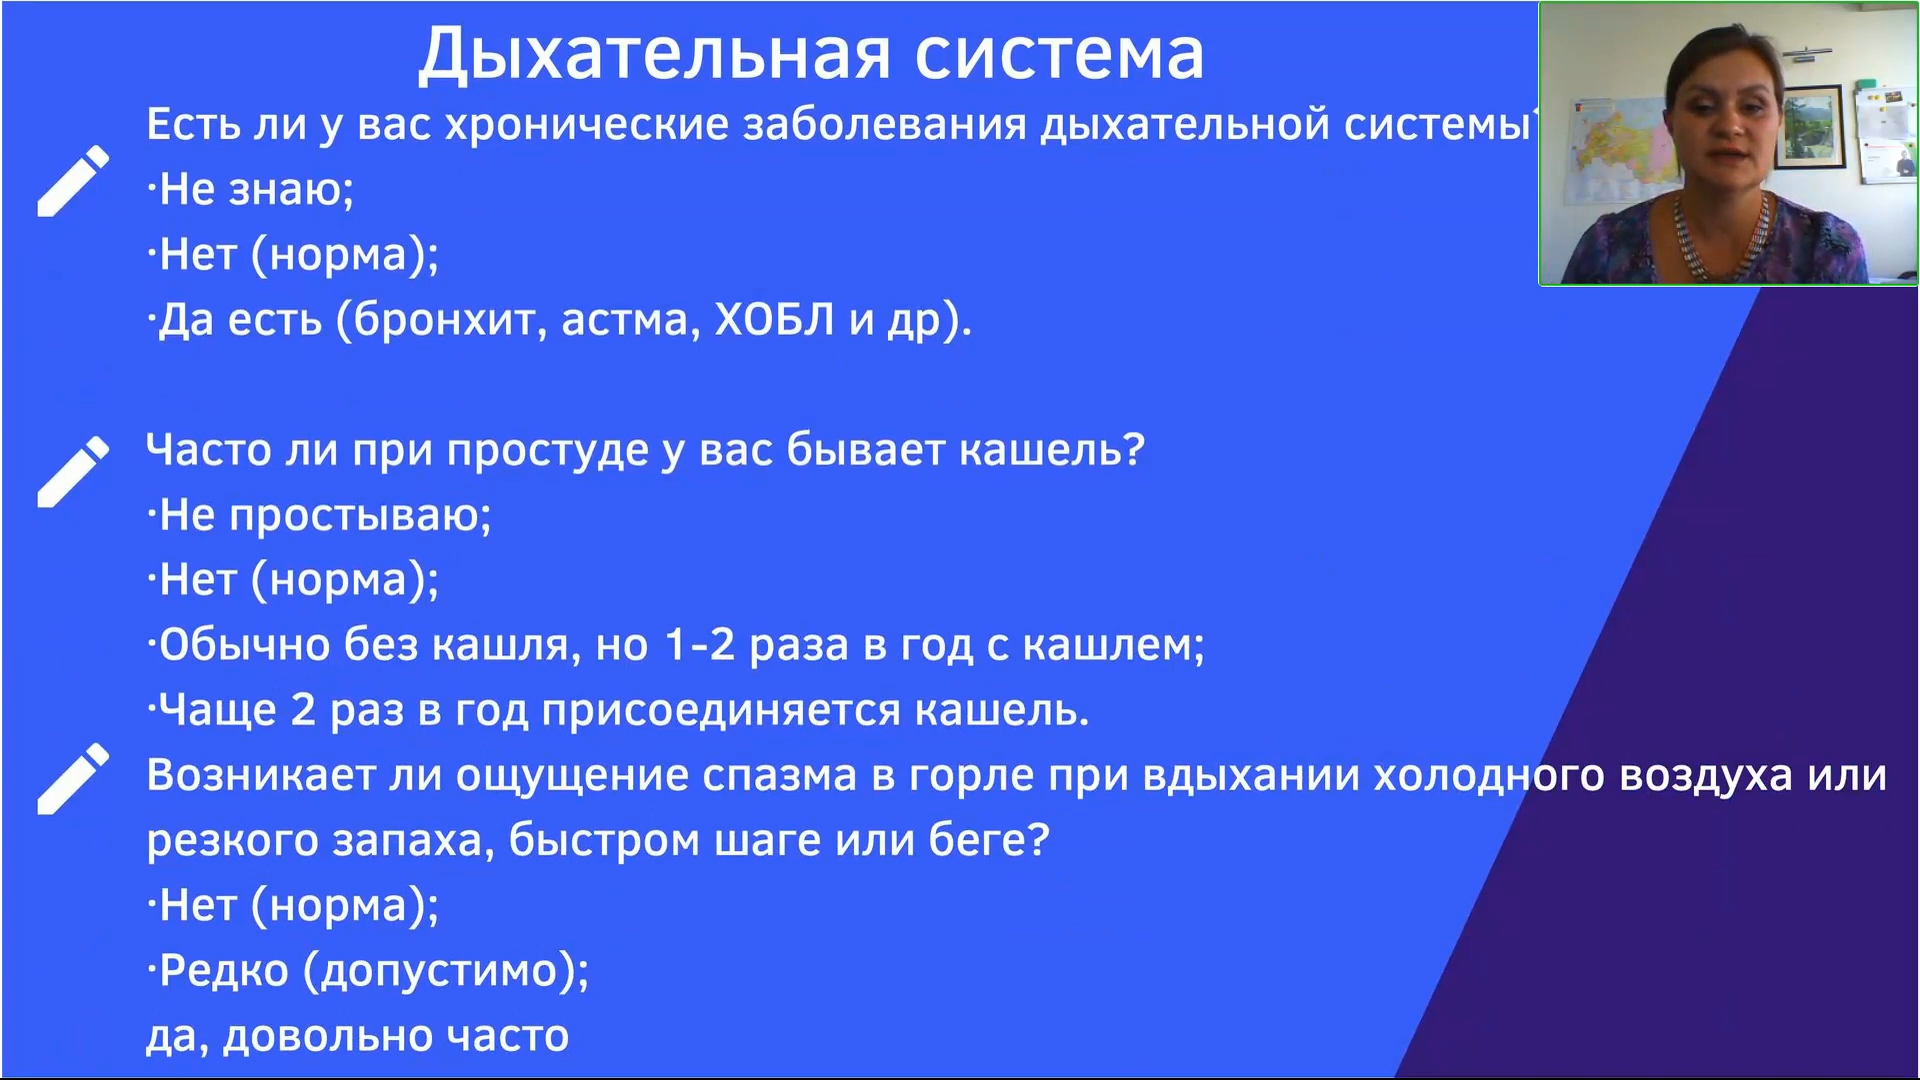 Дыхательная система
Есть ли у вас хронические заболевания дыхательной системы?
·Не знаю;
·Нет (норма);
·Да есть (бронхит, астма, ХОБЛ и др).
Часто ли при простуде у вас бывает кашель?
·Не простываю;
·Нет (норма);
·Обычно без кашля, но 1-2 раза в год с кашлем;
·Чаще 2 раз в год присоединяется кашель.
Возникает ли ощущение спазма в горле при вдыхании холодного воздуха или
резкого запаха, быстром шаге или беге?
·Нет (норма);
·Редко (допустимо);
да, довольно часто